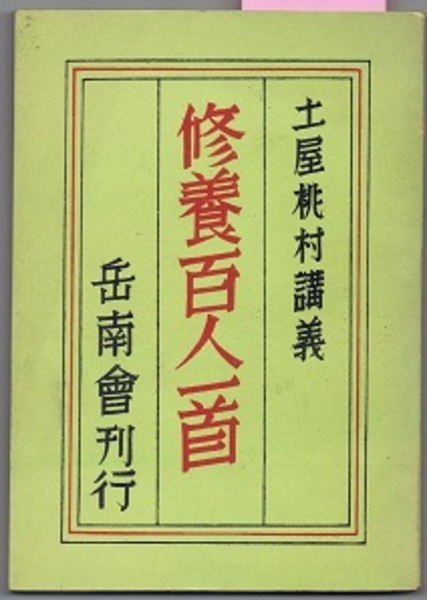 土屋桃村講義
修養百人一首
岳南會刊行